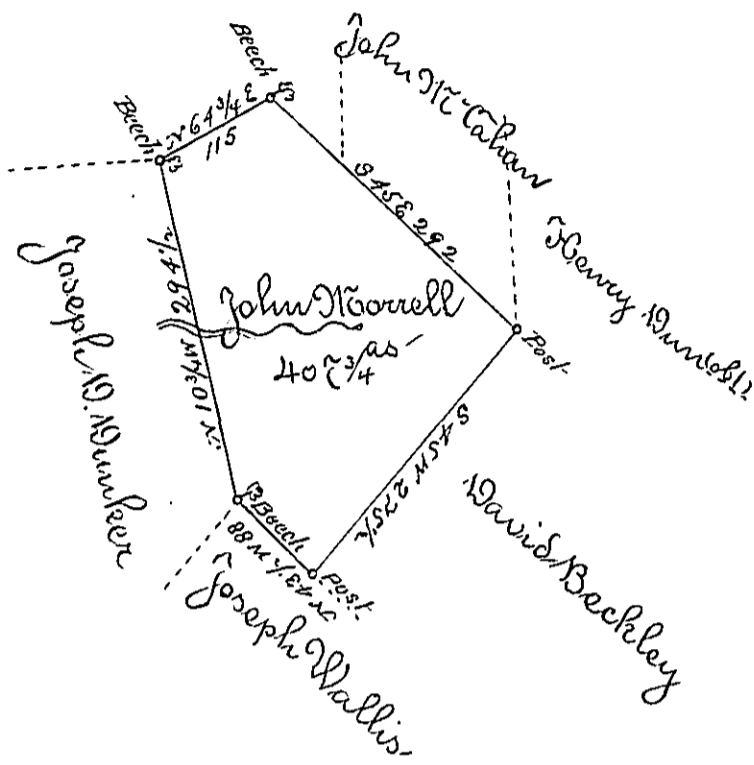 Beech
Beech
N 64 3/4 E
115
John McCahan
S 45 E 292
Henry
Joseph D. Dunker
N 10 3/4 W 294 1/2
John Morrell
407 3/4 as
Post
S 45 W 275 1/2
David Beckley
Beech
Post
N 43 1/2 W 88
Joseph Wallis